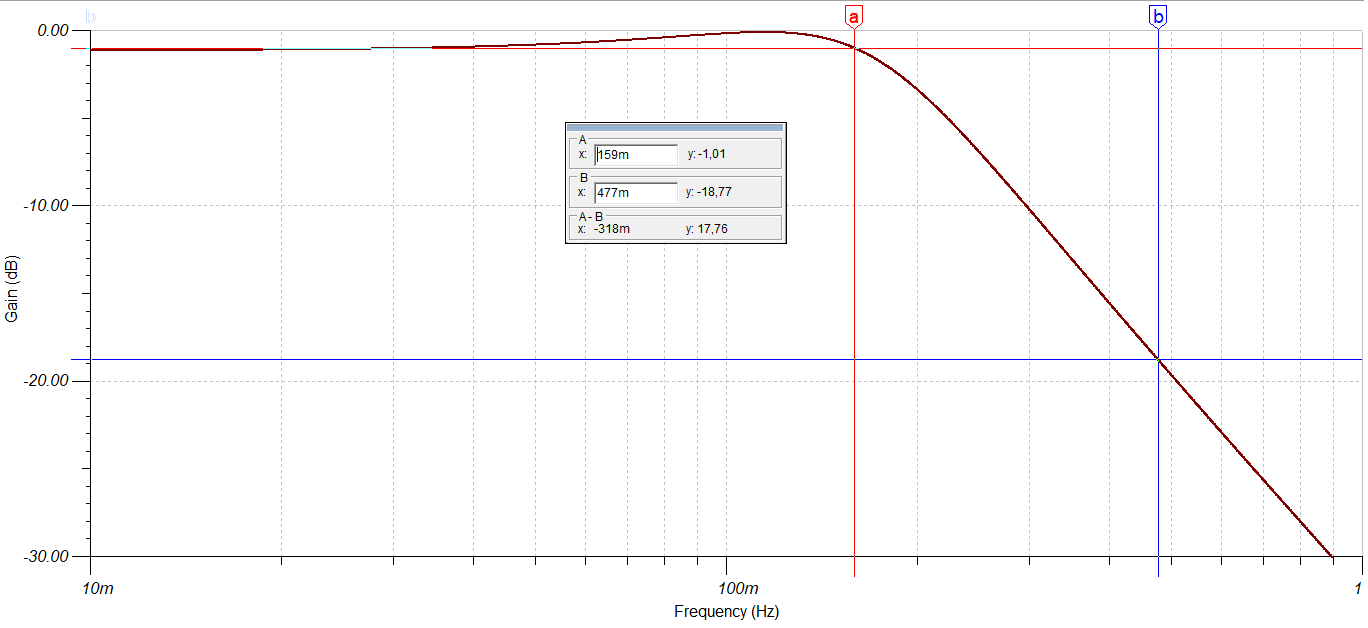 b
a
b
0.00
-10.00
-20.00
-30.00
Gain (dB)
A
x: 159m y: -1,01
B
x: 477m y: -18,77
A - B
x: -318m y: 17,76
10m 100m 1
Frequency (Hz)